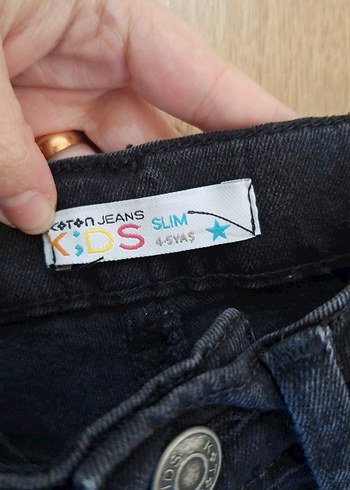 KOTON JEANS
KIDS
SLIM
4-5YAŞ